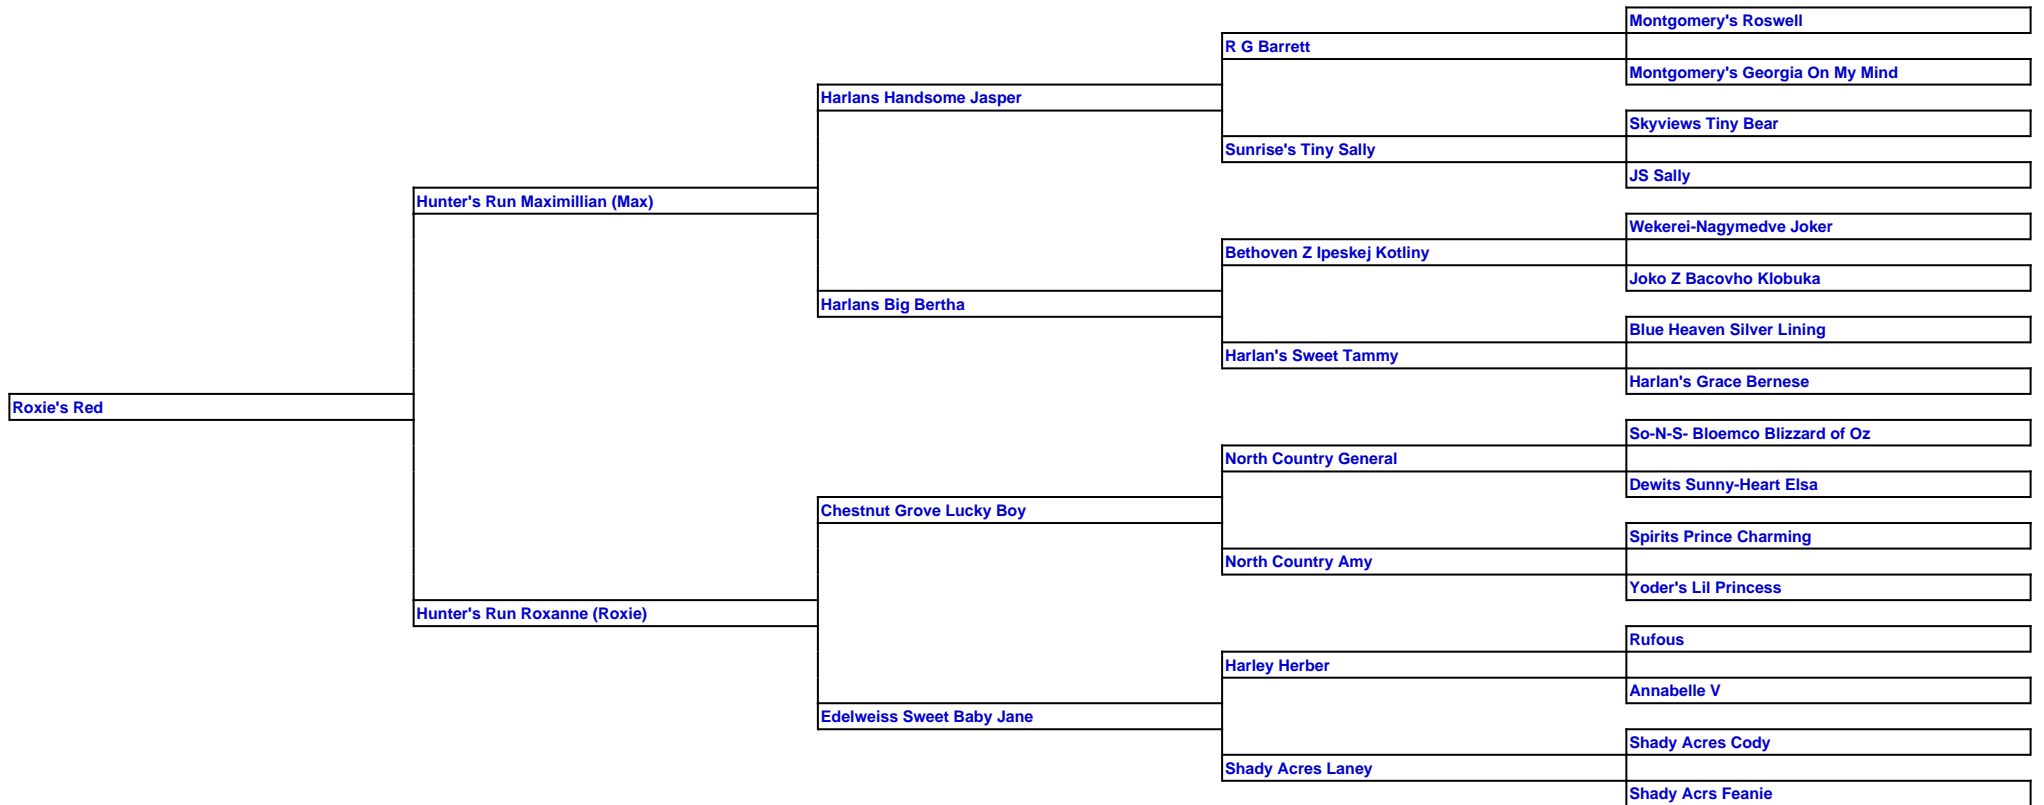 Montgomery's Roswell
R G Barrett
Montgomery's Georgia On My Mind
Harlans Handsome Jasper
Skyviews Tiny Bear
Sunrise's Tiny Sally
JS Sally
Hunter's Run Maximillian (Max)
Wekerei-Nagymedve Joker
Bethoven Z Ipeskej Kotliny
Joko Z Bacovho Klobuka
Harlans Big Bertha
Blue Heaven Silver Lining
Harlan's Sweet Tammy
Harlan's Grace Bernese
Roxie's Red
So-N-S- Bloemco Blizzard of Oz
North Country General
Dewits Sunny-Heart Elsa
Chestnut Grove Lucky Boy
Spirits Prince Charming
North Country Amy
Yoder's Lil Princess
Hunter's Run Roxanne (Roxie)
Rufous
Harley Herber
Annabelle V
Edelweiss Sweet Baby Jane
Shady Acres Cody
Shady Acres Laney
Shady Acrs Feanie